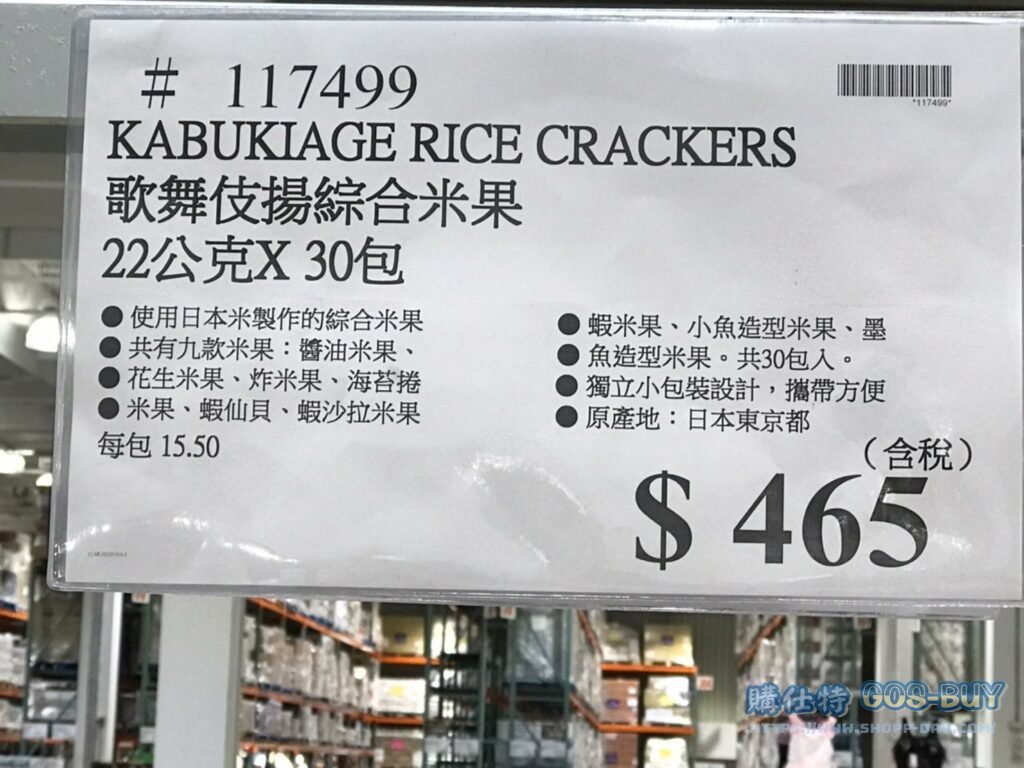 # 117499
*117499*
KABUKIAGE RICE CRACKERS
歌舞伎揚綜合米果
22公克X 30包
● 使用日本米製作的綜合米果
● 共有九款米果：醬油米果、
● 花生米果、炸米果、海苔捲
● 米果、蝦仙貝、蝦沙拉米果
每包 15.50
● 蝦米果、小魚造型米果、墨
● 魚造型米果。共30包入。
● 獨立小包裝設計，攜帶方便
● 原產地：日本東京都
（含稅）
$ 465
購仕特 GOS-BUY